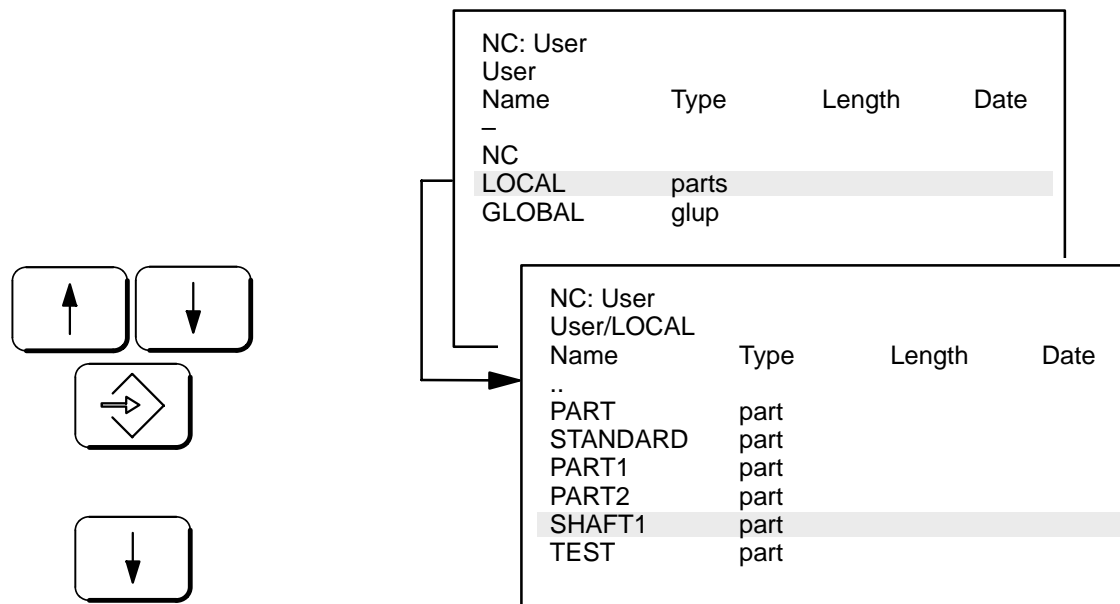 NC: User
User
Name Type Length Date
–
NC
LOCAL parts
GLOBAL glup
NC: User
User/LOCAL
Name Type Length Date
..
PART part
STANDARD part
PART1 part
PART2 part
SHAFT1 part
TEST part